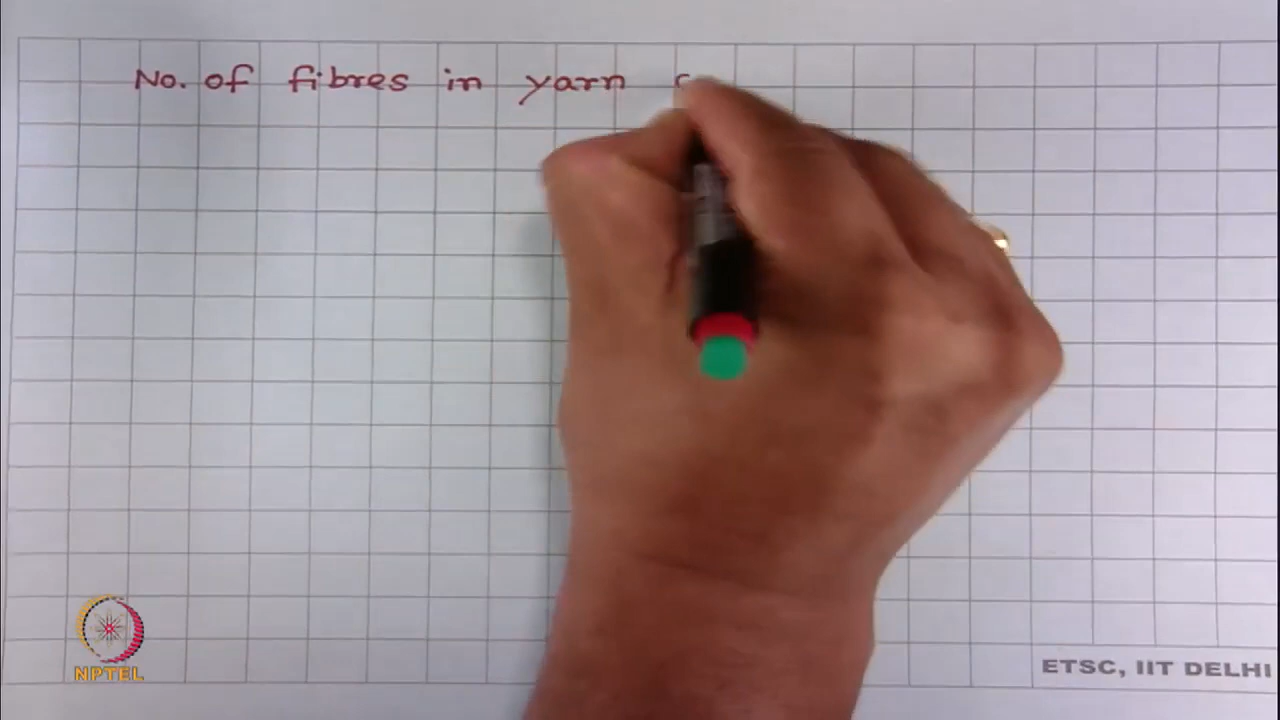 No. of fibres in yarn
NPTEL
ETSC, IIT DELHI